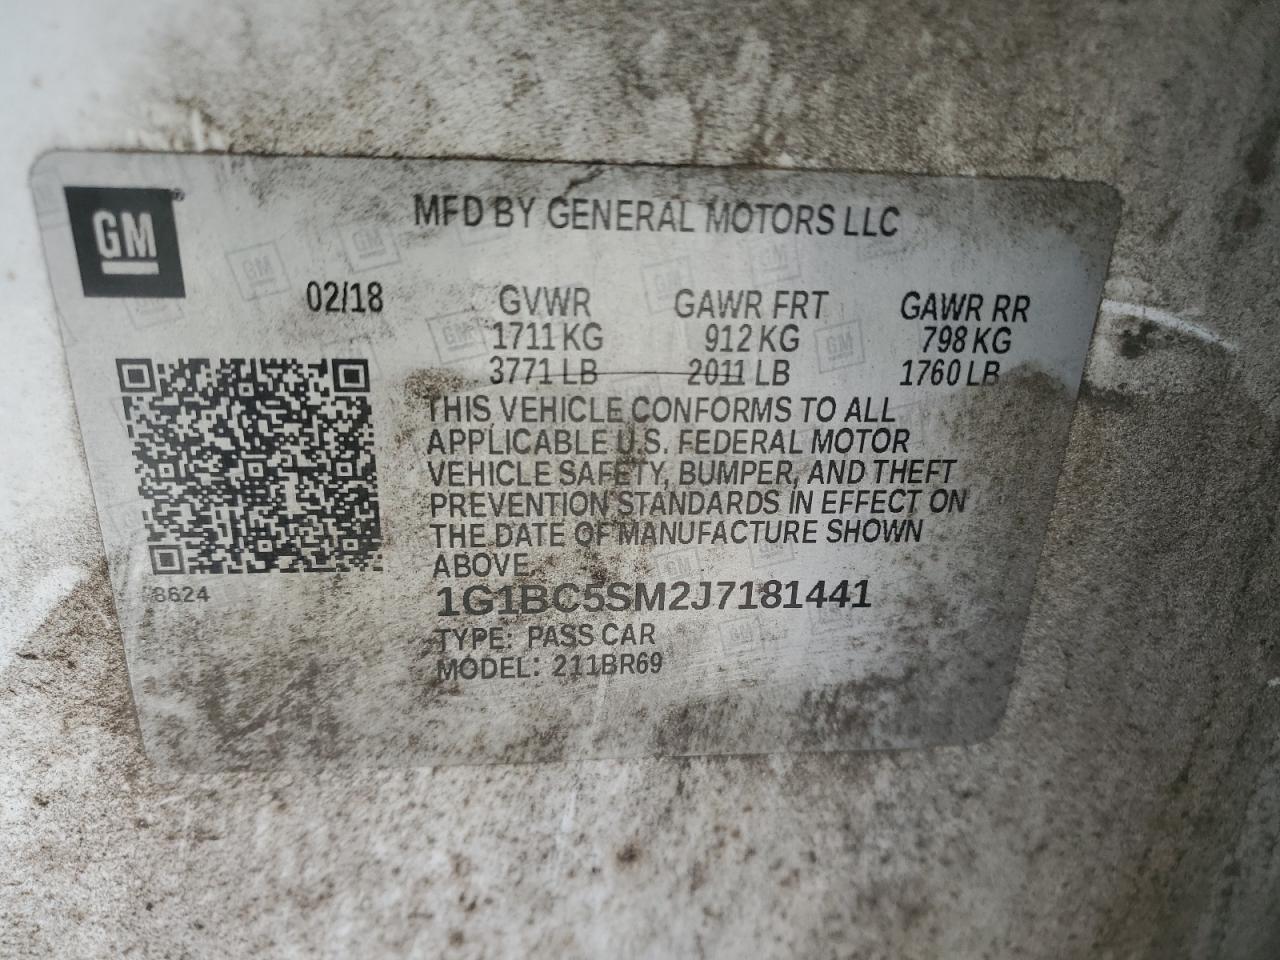 GM®
MFD BY GENERAL MOTORS LLC
02/18 GVWR GAWR FRT GAWR RR
1711 KG 912 KG 798 KG
3771 LB 2011 LB 1760 LB
THIS VEHICLE CONFORMS TO ALL
APPLICABLE U.S. FEDERAL MOTOR
VEHICLE SAFETY, BUMPER, AND THEFT
PREVENTION STANDARDS IN EFFECT ON
THE DATE OF MANUFACTURE SHOWN
ABOVE.
8624
1G1BC5SM2J7181441
TYPE: PASS CAR
MODEL: 211BR69